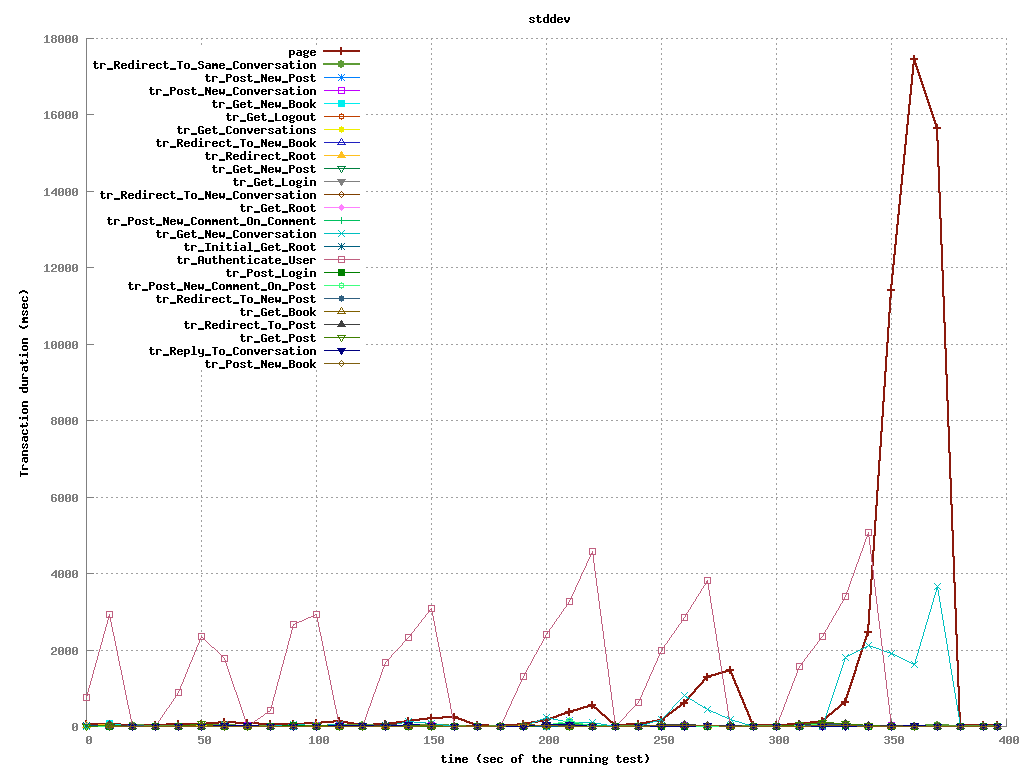 stddev
18000
16000
14000
12000
10000
8000
6000
4000
2000
0
Transaction duration (msec)
page
tr_Redirect_To_Same_Conversation
tr_Post_New_Post
tr_Post_New_Conversation
tr_Get_New_Book
tr_Get_Logout
tr_Get_Conversations
tr_Redirect_To_New_Book
tr_Redirect_Root
tr_Get_New_Post
tr_Get_Login
tr_Redirect_To_New_Conversation
tr_Get_Root
tr_Post_New_Comment_On_Comment
tr_Get_New_Conversation
tr_Initial_Get_Root
tr_Authenticate_User
tr_Post_Login
tr_Post_New_Comment_On_Post
tr_Redirect_To_New_Post
tr_Get_Book
tr_Redirect_To_Post
tr_Get_Post
tr_Reply_To_Conversation
tr_Post_New_Book
0 50 100 150 200 250 300 350 400
time (sec of the running test)